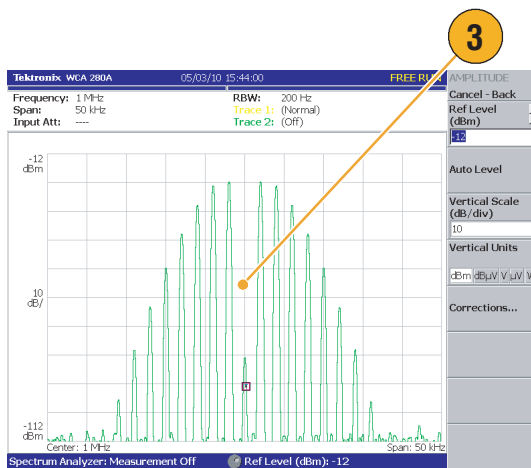 3
Tektronix WCA 280A 05/03/10 15:44:00 FREE RUN
Frequency: 1 MHz
Span: 50 kHz
Input Att: ----
RBW: 200 Hz
Trace 1: (Normal)
Trace 2: (Off)
-12
dBm
10
dB/
-112
dBm
Center: 1 MHz
Span: 50 kHz
Spectrum Analyzer: Measurement Off Ref Level (dBm): -12
AMPLITUDE
Cancel - Back
Ref Level
(dBm)
-12
Auto Level
Vertical Scale
(dB/div)
10
Vertical Units
dBm dBµV V µV W
Corrections...